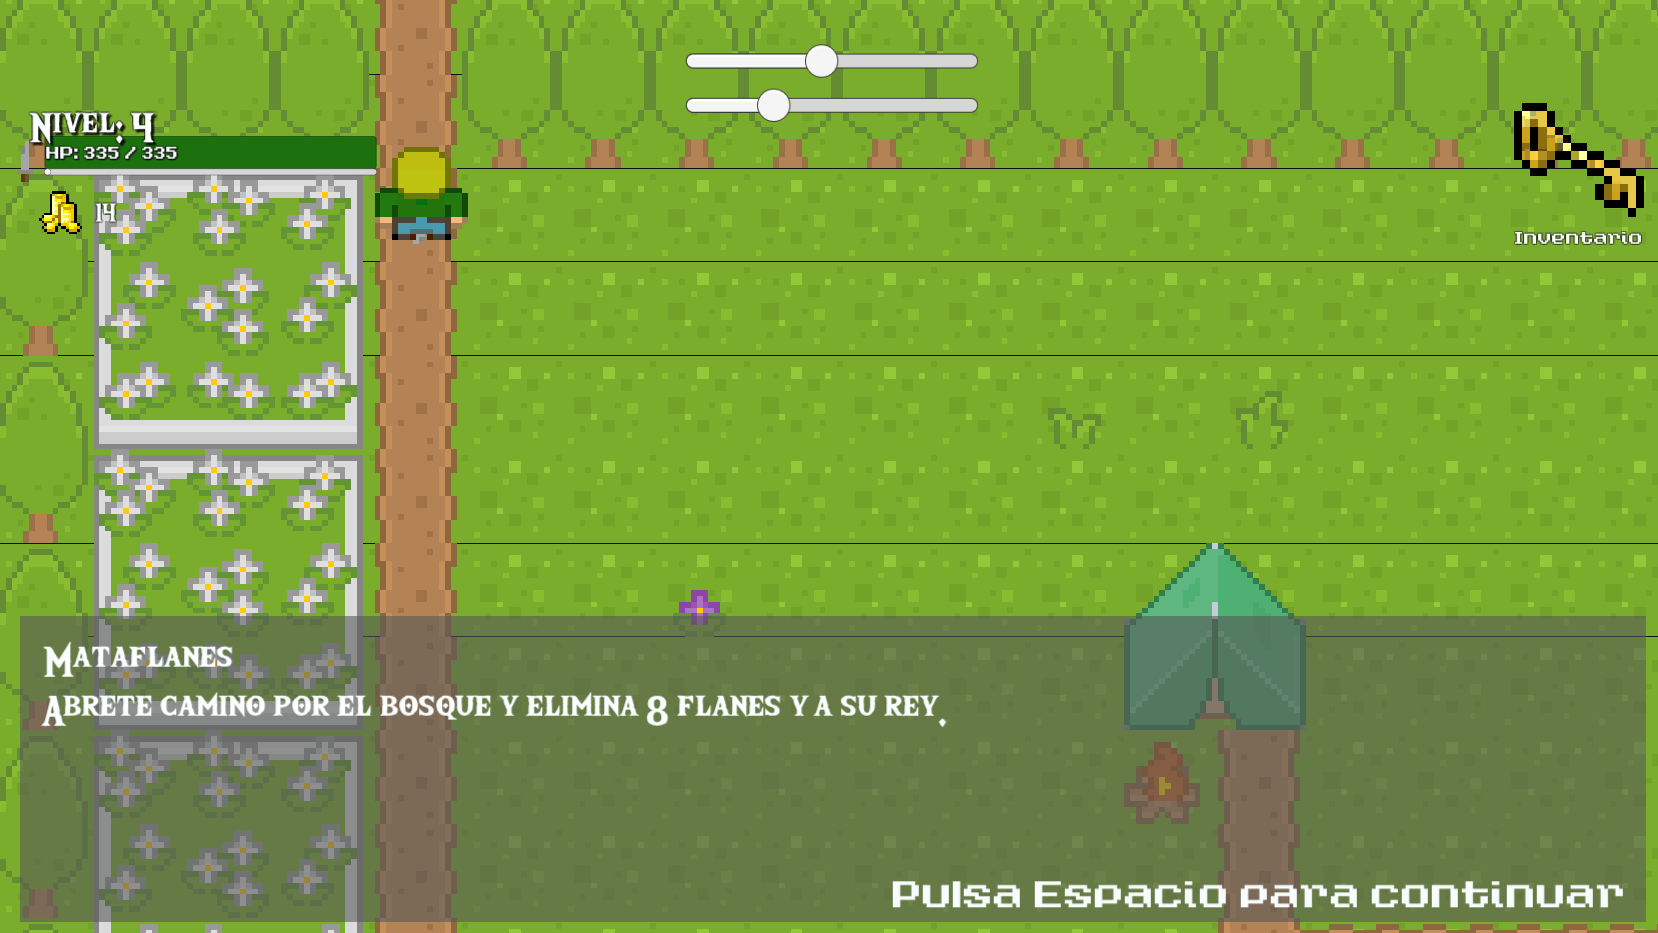 Nivel: 4
HP: 335 / 335
14
Inventario
Mataflanes
Abrete camino por el bosque y elimina 8 flanes y a su rey.
Pulsa Espacio para continuar